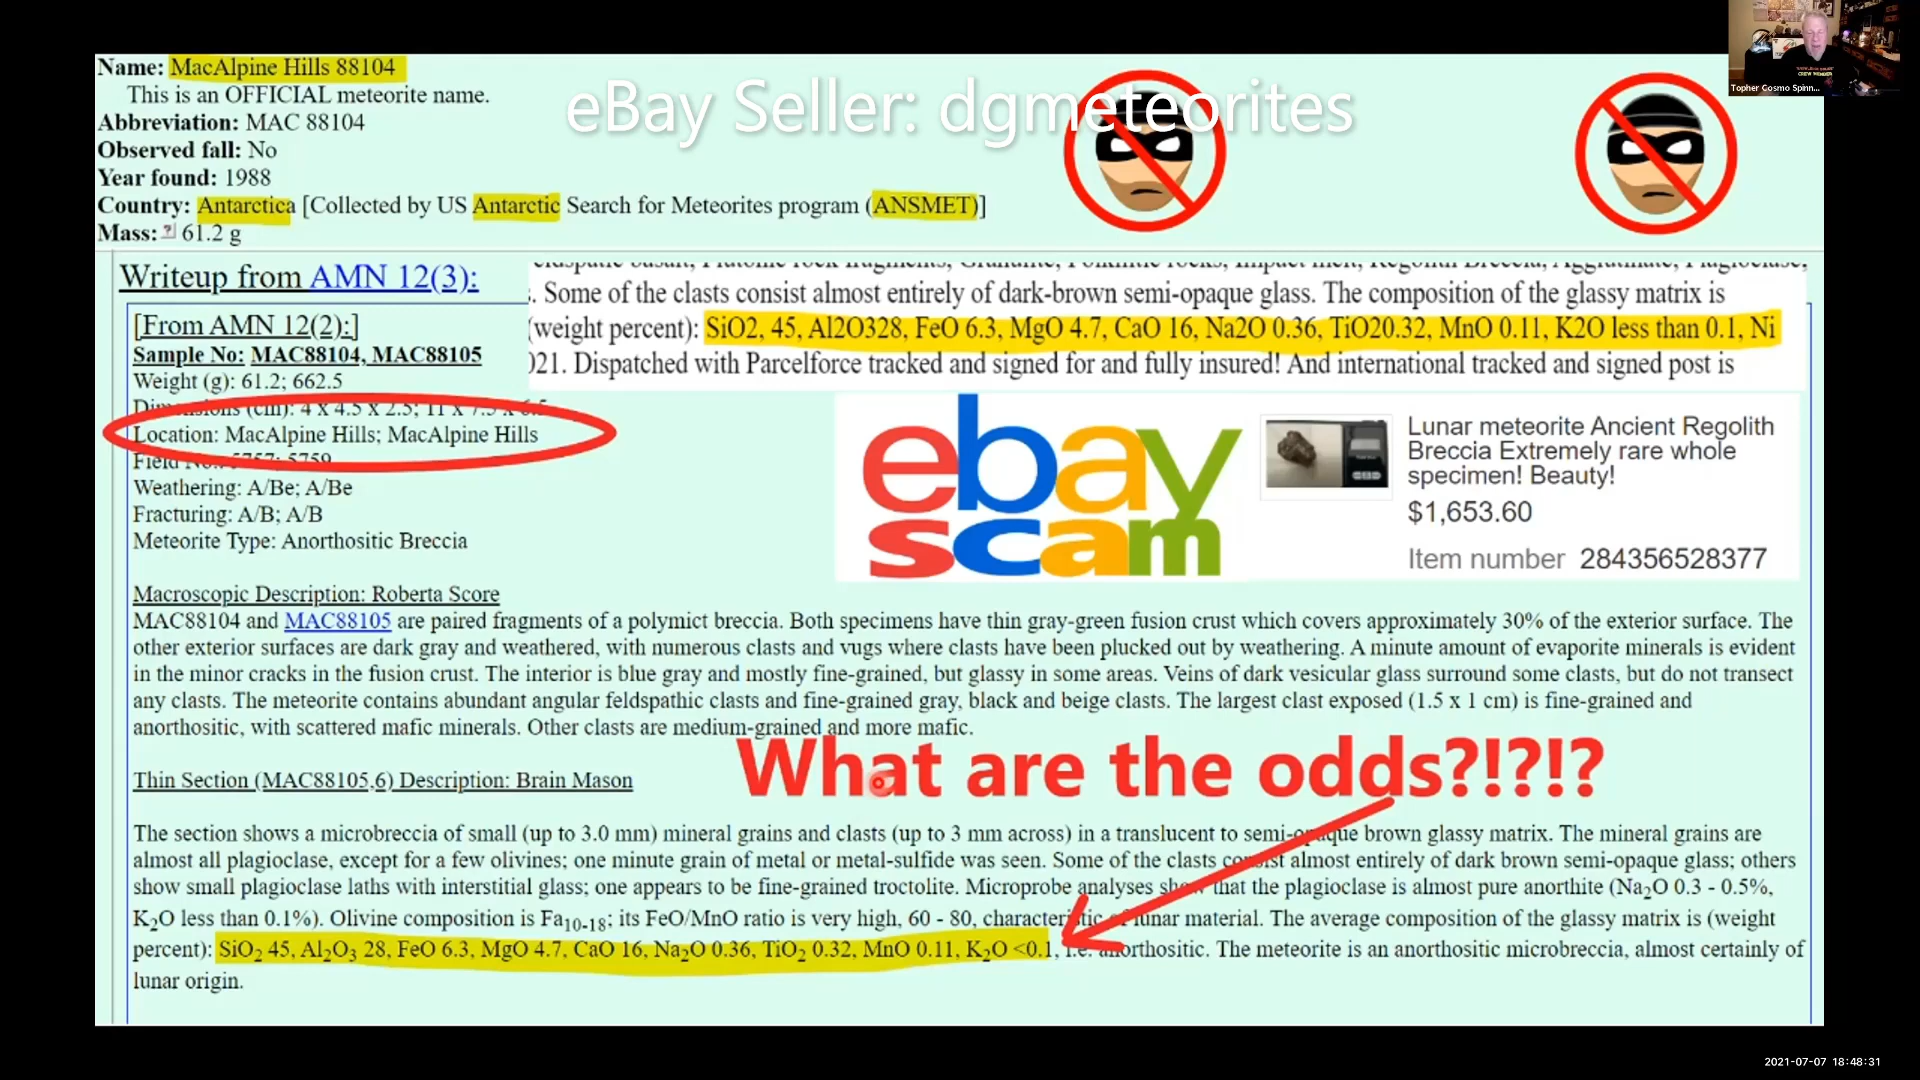 Name: MacAlpine Hills 88104
This is an OFFICIAL meteorite name.
Abbreviation: MAC 88104
Observed fall: No
Year found: 1988
Country: Antarctica [Collected by US Antarctic Search for Meteorites program (ANSMET)]
Mass: ? 61.2 g
eBay Seller: dgmeteorites
Topher Cosmo Spinn...
Writeup from AMN 12(3):
[From AMN 12(2):]
Sample No: MAC88104, MAC88105
Weight (g): 61.2; 662.5
Dimensions (cm): 4 x 4.5 x 2.5; 11 x 7.5 x 6.5
Location: MacAlpine Hills; MacAlpine Hills
Field No.: 5757; 5759
Weathering: A/Be; A/Be
Fracturing: A/B; A/B
Meteorite Type: Anorthositic Breccia
. Some of the clasts consist almost entirely of dark-brown semi-opaque glass. The composition of the glassy matrix is
(weight percent): SiO2, 45, Al2O328, FeO 6.3, MgO 4.7, CaO 16, Na2O 0.36, TiO20.32, MnO 0.11, K2O less than 0.1, Ni
021. Dispatched with Parcelforce tracked and signed for and fully insured! And international tracked and signed post is
ebay
scam
Lunar meteorite Ancient Regolith
Breccia Extremely rare whole
specimen! Beauty!
$1,653.60
Item number 284356528377
Macroscopic Description: Roberta Score
MAC88104 and MAC88105 are paired fragments of a polymict breccia. Both specimens have thin gray-green fusion crust which covers approximately 30% of the exterior surface. The
other exterior surfaces are dark gray and weathered, with numerous clasts and vugs where clasts have been plucked out by weathering. A minute amount of evaporite minerals is evident
in the minor cracks in the fusion crust. The interior is blue gray and mostly fine-grained, but glassy in some areas. Veins of dark vesicular glass surround some clasts, but do not transect
any clasts. The meteorite contains abundant angular feldspathic clasts and fine-grained gray, black and beige clasts. The largest clast exposed (1.5 x 1 cm) is fine-grained and
anorthositic, with scattered mafic minerals. Other clasts are medium-grained and more mafic.
What are the odds?!?!?
Thin Section (MAC88105,6) Description: Brain Mason
The section shows a microbreccia of small (up to 3.0 mm) mineral grains and clasts (up to 3 mm across) in a translucent to semi-opaque brown glassy matrix. The mineral grains are
almost all plagioclase, except for a few olivines; one minute grain of metal or metal-sulfide was seen. Some of the clasts consist almost entirely of dark brown semi-opaque glass; others
show small plagioclase laths with interstitial glass; one appears to be fine-grained troctolite. Microprobe analyses show that the plagioclase is almost pure anorthite (Na₂O 0.3 - 0.5%,
K₂O less than 0.1%). Olivine composition is Fa₁₀₋₁₈; its FeO/MnO ratio is very high, 60 - 80, characteristic of lunar material. The average composition of the glassy matrix is (weight
percent): SiO₂ 45, Al₂O₃ 28, FeO 6.3, MgO 4.7, CaO 16, Na₂O 0.36, TiO₂ 0.32, MnO 0.11, K₂O <0.1, i.e. anorthositic. The meteorite is an anorthositic microbreccia, almost certainly of
lunar origin.
2021-07-07 18:48:31